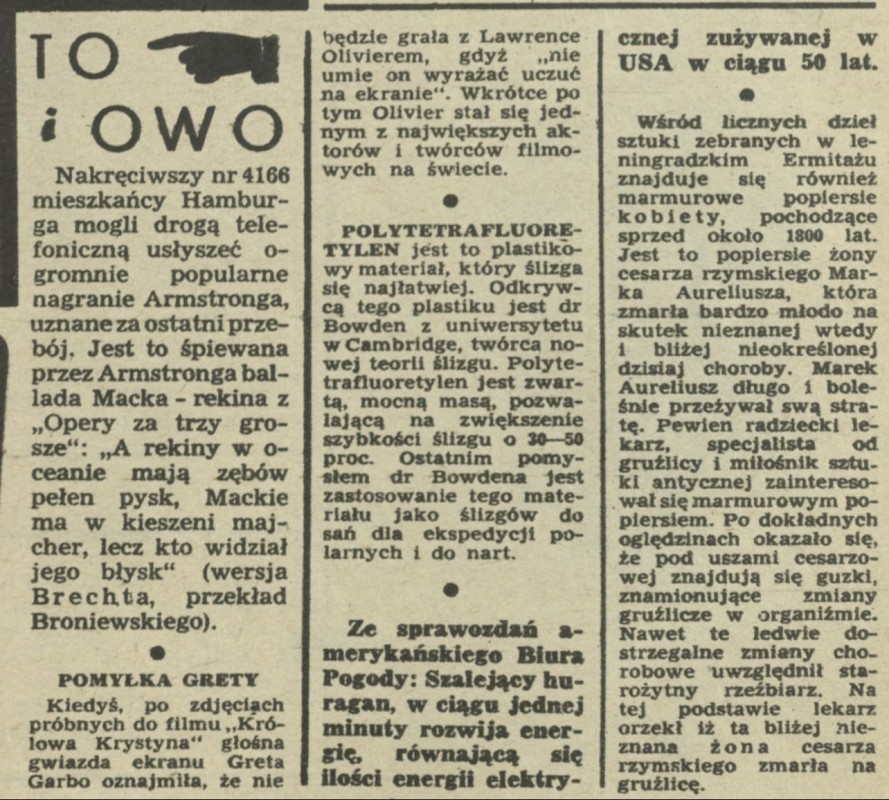 TO
i OWO
Nakręciwszy nr 4166
mieszkańcy Hambur-
ga mogli drogą tele-
foniczną usłyszeć o-
gromnie popularne
nagranie Armstronga,
uznane za ostatni prze-
bój. Jest to śpiewana
przez Armstronga bal-
lada Macka - rekina z
„Opery za trzy gro-
sze“: „A rekiny w o-
ceanie mają zębów
pełen pysk, Mackie
ma w kieszeni maj-
cher, lecz kto widział
jego błysk“ (wersja
Brechta, przekład
Broniewskiego).
●
POMYŁKA GRETY
Kiedyś, po zdjęciach
próbnych do filmu „Kró-
lowa Krystyna“ głośna
gwiazda ekranu Greta
Garbo oznajmiła, że nie
będzie grała z Lawrence
Olivierem, gdyż „nie
umie on wyrażać uczuć
na ekranie“. Wkrótce po
tym Olivier stał się jed-
nym z największych ak-
torów i twórców filmo-
wych na świecie.
●
POLYTETRAFLUORE-
TYLEN jest to plastiko-
wy materiał, który ślizga
się najłatwiej. Odkryw-
cą tego plastiku jest dr
Bowden z uniwersytetu
w Cambridge, twórca no-
wej teorii ślizgu. Polyte-
trafluoretylen jest zwar-
tą, mocną masą, pozwa-
lającą na zwiększenie
szybkości ślizgu o 30—50
proc. Ostatnim pomy-
słem dr Bowdena jest
zastosowanie tego mate-
riału jako ślizgów do
sań dla ekspedycji po-
larnych i do nart.
●
Ze sprawozdań a-
merykańskiego Biura
Pogody: Szalejący hu-
ragan, w ciągu jednej
minuty rozwija ener-
gię, równającą się
ilości energii elektry-
cznej zużywanej w
USA w ciągu 50 lat.
●
Wśród licznych dzieł
sztuki zebranych w le-
ningradzkim Ermitażu
znajduje się również
marmurowe popiersie
kobiety, pochodzące
sprzed około 1800 lat.
Jest to popiersie żony
cesarza rzymskiego Mar-
ka Aureliusza, która
zmarła bardzo młodo na
skutek nieznanej wtedy
i bliżej nieokreślonej
dzisiaj choroby. Marek
Aureliusz długo i bole-
śnie przeżywał swą stra-
tę. Pewien radziecki le-
karz, specjalista od
gruźlicy i miłośnik sztu-
ki antycznej zaintereso-
wał się marmurowym po-
piersiem. Po dokładnych
oględzinach okazało się,
że pod uszami cesarzo-
wej znajdują się guzki,
znamionujące zmiany
gruźlicze w organiźmie.
Nawet te ledwie do-
strzegalne zmiany cho-
robowe uwzględnił sta-
rożytny rzeźbiarz. Na
tej podstawie lekarz
orzekł iż ta bliżej nie-
znana żona cesarza
rzymskiego zmarła na
gruźlicę.